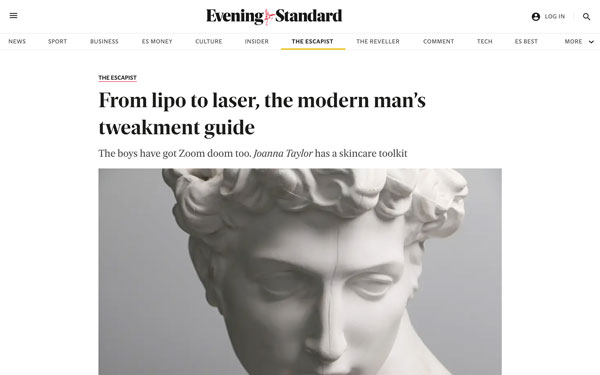 Evening Standard
LOG IN
NEWS SPORT BUSINESS ES MONEY CULTURE INSIDER THE ESCAPIST THE REVELLER COMMENT TECH ES BEST MORE
THE ESCAPIST
From lipo to laser, the modern man’s
tweakment guide
The boys have got Zoom doom too. Joanna Taylor has a skincare toolkit